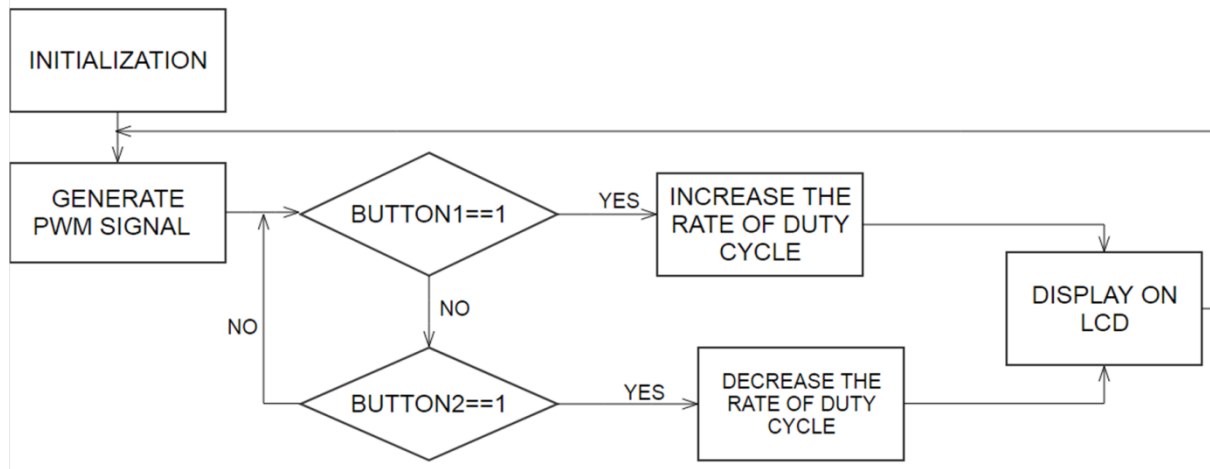 INITIALIZATION
GENERATE
PWM SIGNAL
BUTTON1==1
YES
INCREASE THE
RATE OF DUTY
CYCLE
DISPLAY ON
LCD
NO
NO
BUTTON2==1
YES
DECREASE THE
RATE OF DUTY
CYCLE